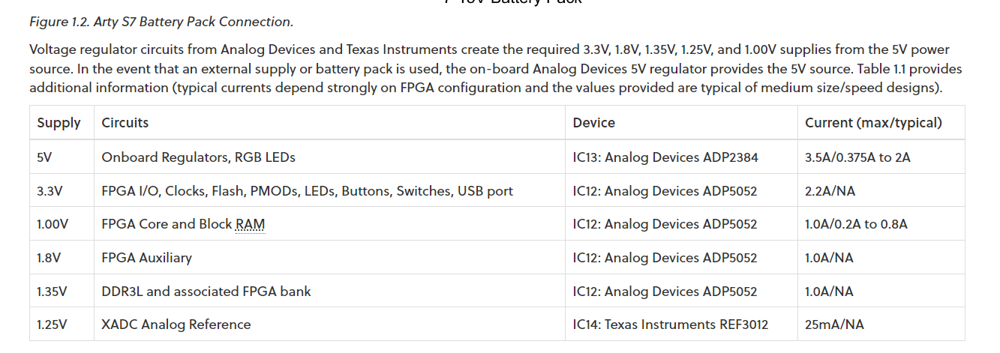 7-15V Battery Pack
Figure 1.2. Arty S7 Battery Pack Connection.
Voltage regulator circuits from Analog Devices and Texas Instruments create the required 3.3V, 1.8V, 1.35V, 1.25V, and 1.00V supplies from the 5V power
source. In the event that an external supply or battery pack is used, the on-board Analog Devices 5V regulator provides the 5V source. Table 1.1 provides
additional information (typical currents depend strongly on FPGA configuration and the values provided are typical of medium size/speed designs).
Supply Circuits Device Current (max/typical)
5V Onboard Regulators, RGB LEDs IC13: Analog Devices ADP2384 3.5A/0.375A to 2A
3.3V FPGA I/O, Clocks, Flash, PMODs, LEDs, Buttons, Switches, USB port IC12: Analog Devices ADP5052 2.2A/NA
1.00V FPGA Core and Block RAM IC12: Analog Devices ADP5052 1.0A/0.2A to 0.8A
1.8V FPGA Auxiliary IC12: Analog Devices ADP5052 1.0A/NA
1.35V DDR3L and associated FPGA bank IC12: Analog Devices ADP5052 1.0A/NA
1.25V XADC Analog Reference IC14: Texas Instruments REF3012 25mA/NA